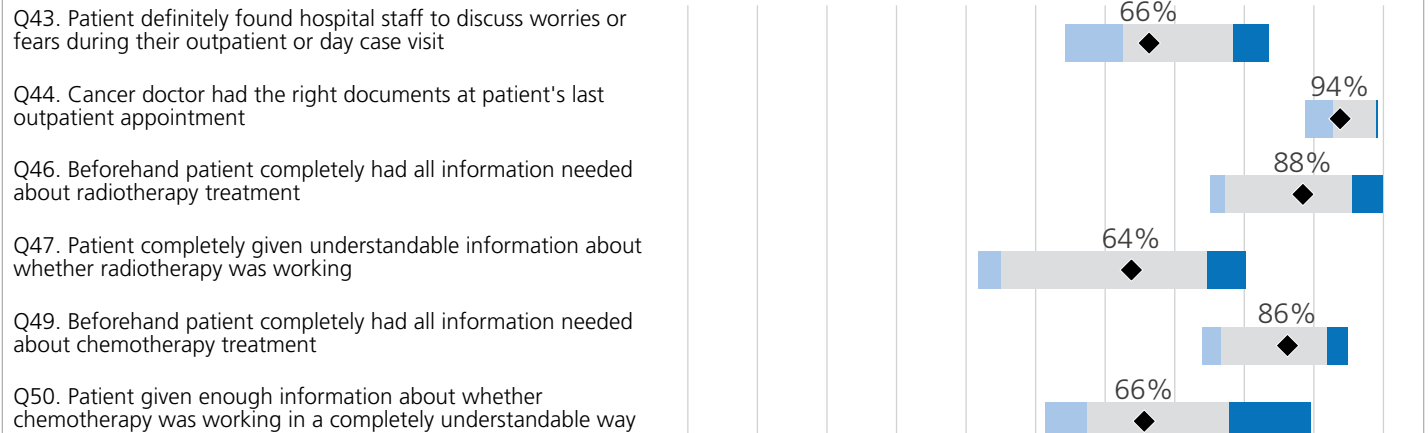 Q43. Patient definitely found hospital staff to discuss worries or
fears during their outpatient or day case visit
66%
Q44. Cancer doctor had the right documents at patient's last
outpatient appointment
94%
Q46. Beforehand patient completely had all information needed
about radiotherapy treatment
88%
Q47. Patient completely given understandable information about
whether radiotherapy was working
64%
Q49. Beforehand patient completely had all information needed
about chemotherapy treatment
86%
Q50. Patient given enough information about whether
chemotherapy was working in a completely understandable way
66%